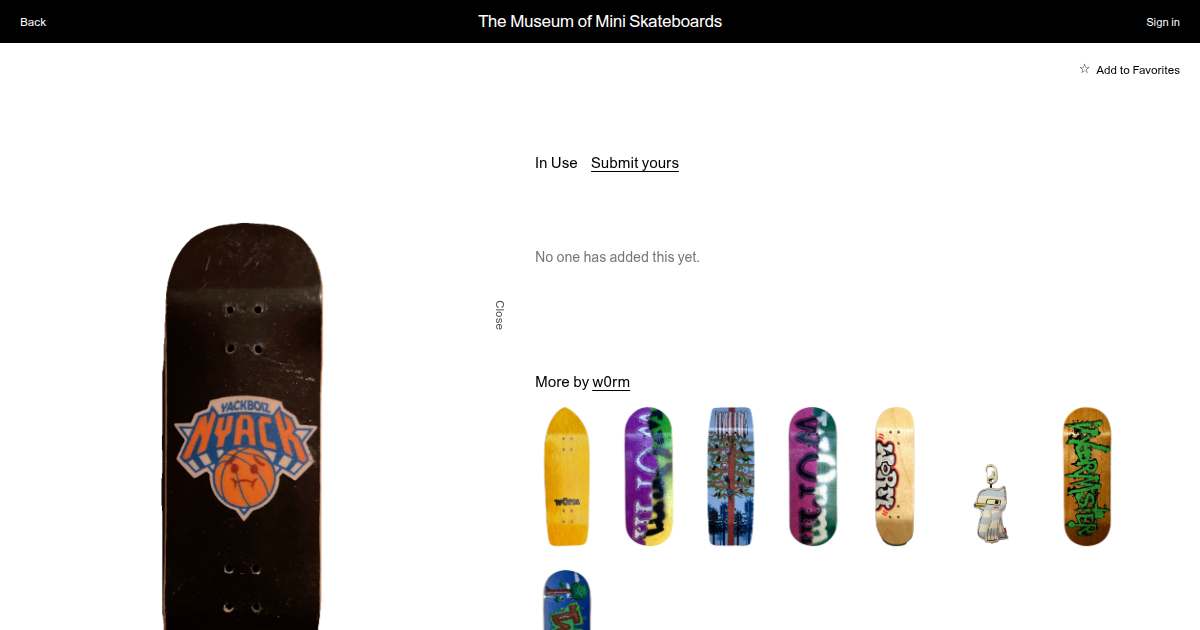 Back
The Museum of Mini Skateboards
Sign in
☆ Add to Favorites
In Use Submit yours
No one has added this yet.
Close
YACKBOIZ
NYACK
More by w0rm